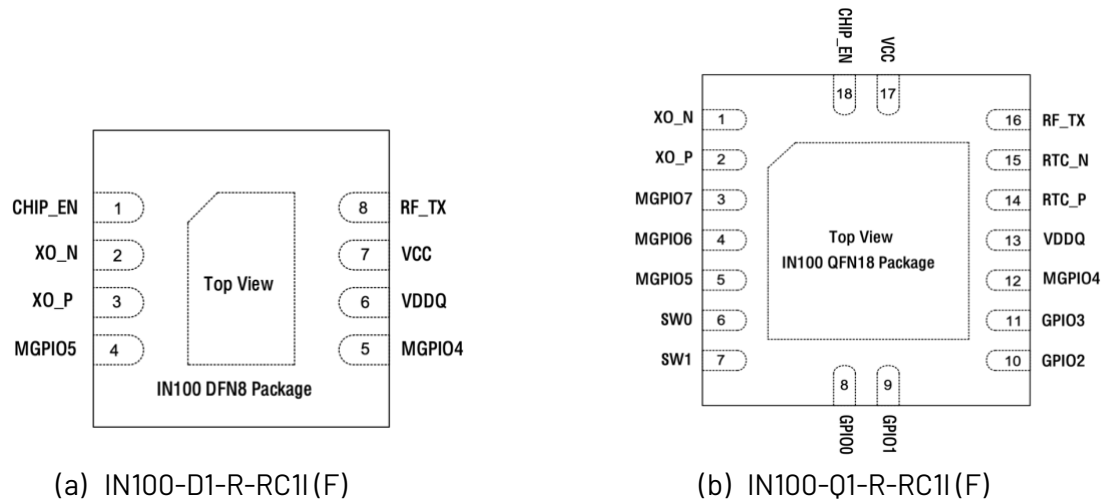 CHIP_EN
1
XO_N
2
XO_P
3
MGPIO5
4
8
RF_TX
7
VCC
6
VDDQ
5
MGPIO4
Top View
IN100 DFN8 Package
(a) IN100-D1-R-RC1I(F)
CHIP_EN
VCC
18
17
XO_N
1
XO_P
2
MGPIO7
3
MGPIO6
4
MGPIO5
5
SW0
6
SW1
7
16
RF_TX
15
RTC_N
14
RTC_P
13
VDDQ
12
MGPIO4
11
GPIO3
10
GPIO2
Top View
IN100 QFN18 Package
8
9
GPIO0
GPIO1
(b) IN100-Q1-R-RC1I(F)